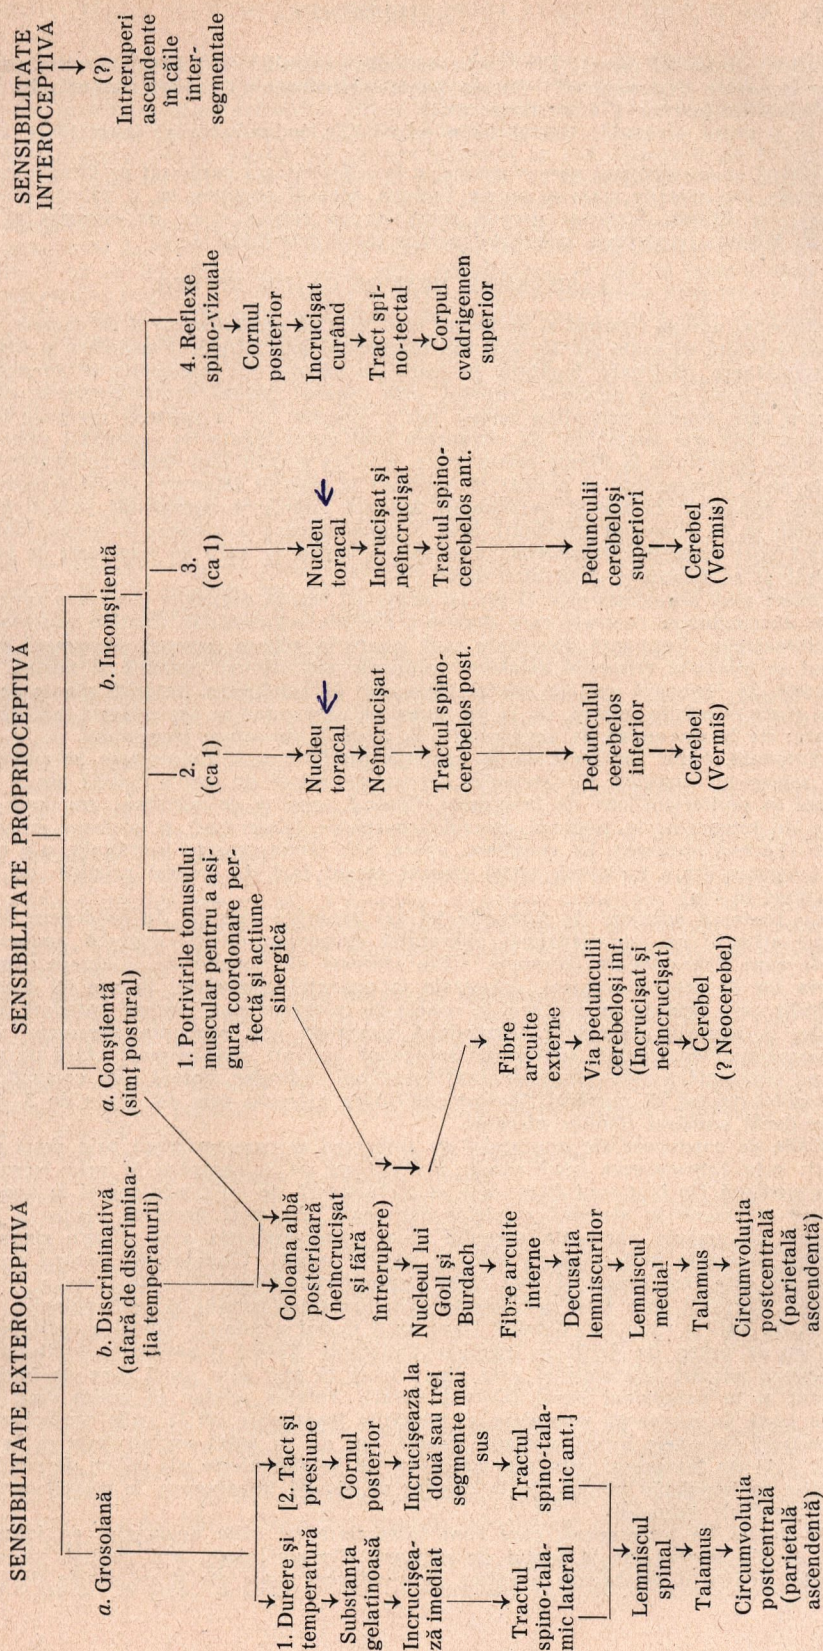 SENSIBILITATE EXTEROCEPTIVĂ
a. Grosolană
1. Durere și
temperatură
Substanța
gelatinoasă
Incrucișea-
ză imediat
Tractul
spino-tala-
mic lateral
[2. Tact și
presiune
Cornul
posterior
Incrucișează la
două sau trei
segmente mai
sus
Tractul
spino-tala-
mic ant.]
Lemniscul
spinal
Talamus
Circumvoluția
postcentrală
(parietală
ascendentă)
b. Discriminativă
(afară de discrimina-
ția temperaturii)
Coloana albă
posterioară
(neîncrucișat
și fără
întrerupere)
Nucleul lui
Goll și
Burdach
Fibre arcuite
interne
Decusația
lemniscurilor
Lemniscul
medial
Talamus
Circumvoluția
postcentrală
(parietală
ascendentă)
SENSIBILITATE PROPRIOCEPTIVĂ
a. Conștientă
(simț postural)
b. Inconștientă
1. Potrivirile tonusului
muscular pentru a asi-
gura coordonare per-
fectă și acțiune
sinergică
Fibre
arcuite
externe
Via pedunculii
cerebeloși inf.
(Incrucișat și
neîncrucișat)
Cerebel
(? Neocerebel)
2.
(ca 1)
Nucleu
toracal
Neîncrucișat
Tractul spino-
cerebelos post.
Pedunculul
cerebelos
inferior
Cerebel
(Vermis)
3.
(ca 1)
Nucleu
toracal
Incrucișat și
neîncrucișat
Tractul spino-
cerebelos ant.
Pedunculii
cerebeloși
superiori
Cerebel
(Vermis)
4. Reflexe
spino-vizuale
Cornul
posterior
Incrucișat
curând
Tract spi-
no-tectal
Corpul
cvadrigemen
superior
SENSIBILITATE
INTEROCEPTIVĂ
(?)
Intreruperi
ascendente
în căile
inter-
segmentale